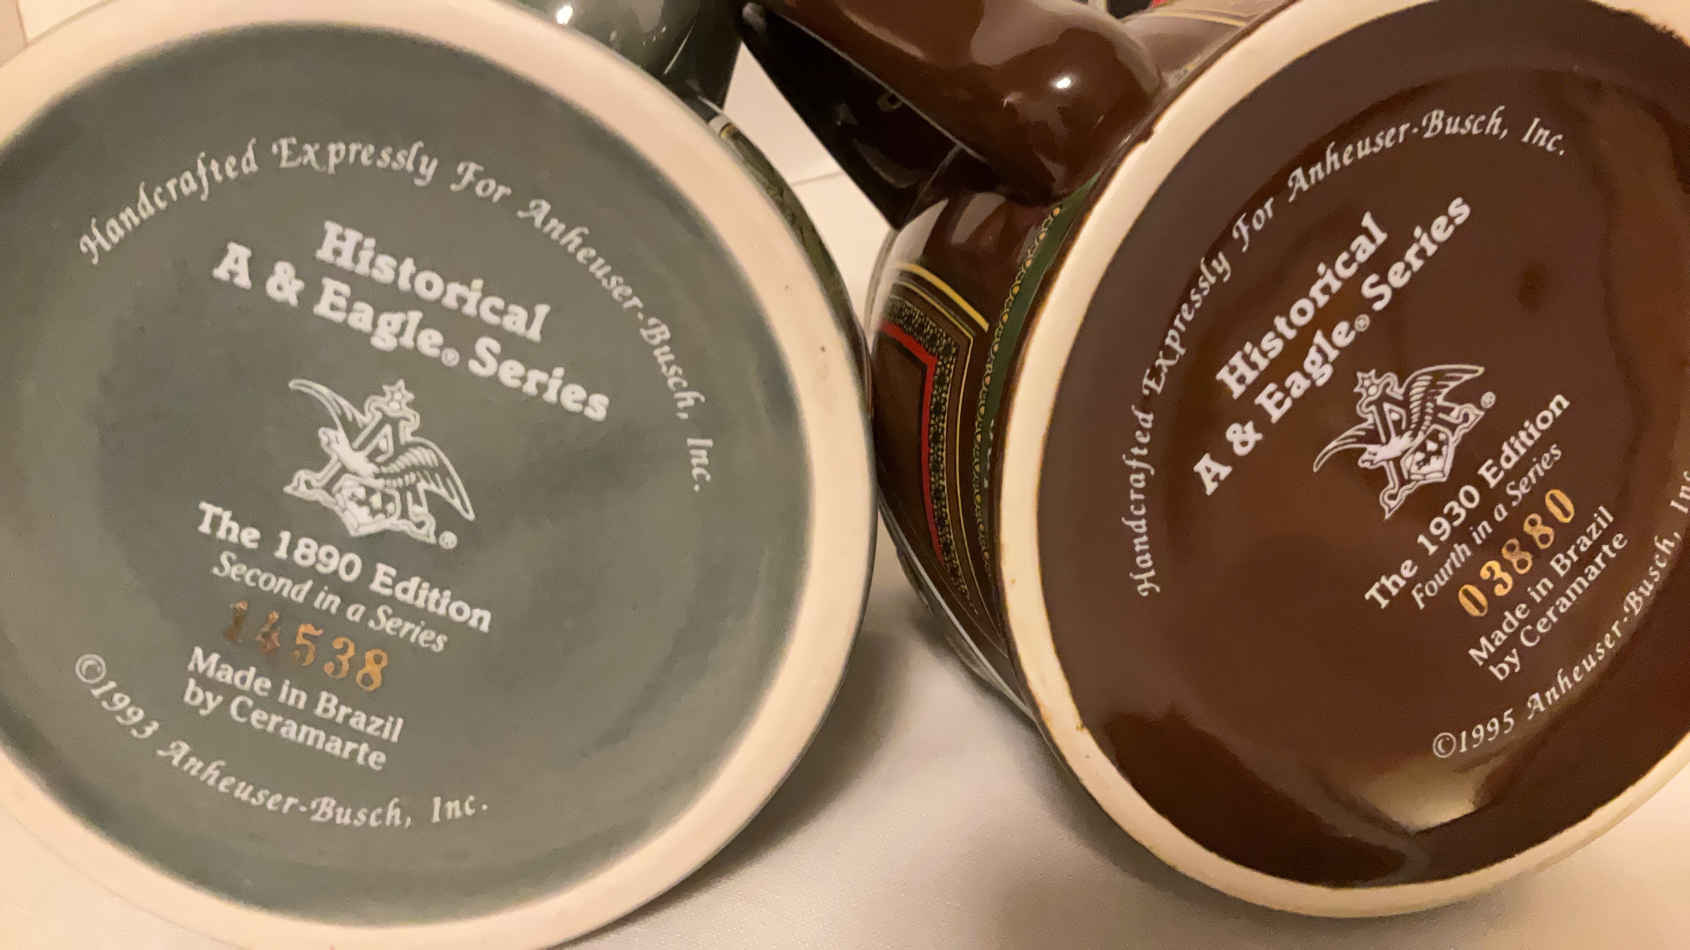 Handcrafted Expressly For Anheuser-Busch, Inc.
Historical
A & Eagle® Series
®
The 1890 Edition
Second in a Series
14538
Made in Brazil
by Ceramarte
©1993 Anheuser-Busch, Inc.
Handcrafted Expressly For Anheuser-Busch, Inc.
Historical
A & Eagle® Series
®
The 1930 Edition
Fourth in a Series
03880
Made in Brazil
by Ceramarte
©1995 Anheuser-Busch, Inc.